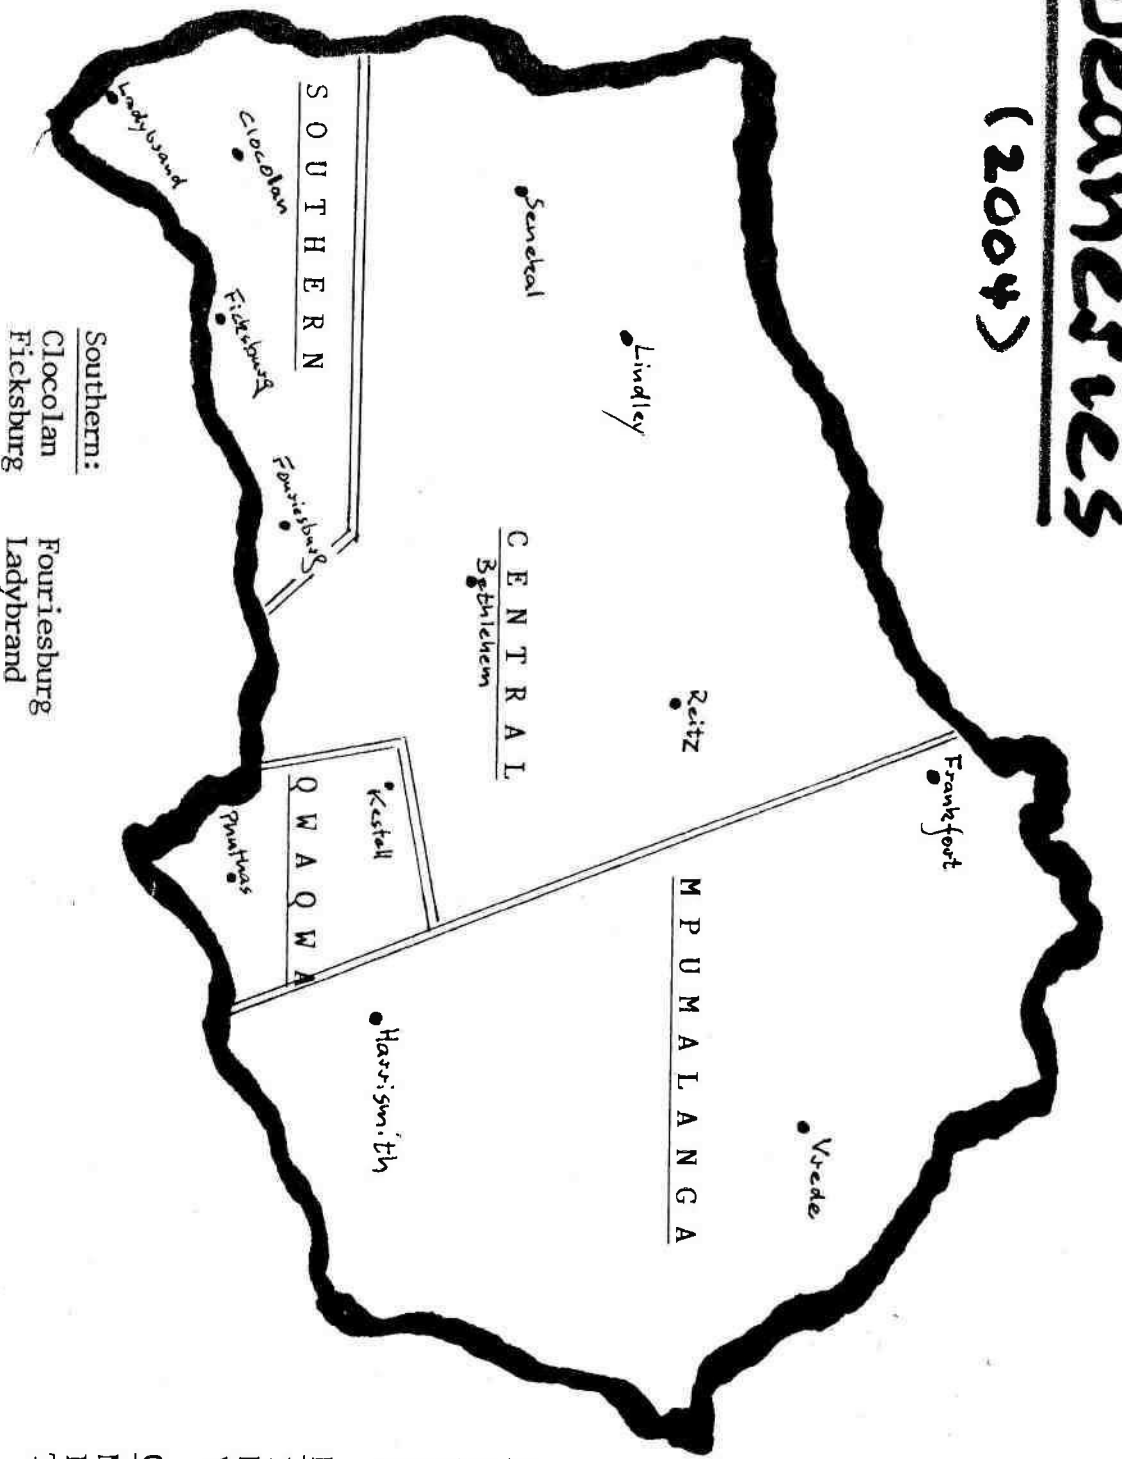 Deaneries
(2004)
Frankfort
Vrede
Lindley
Reitz
MPUMALANGA
Senekal
CENTRAL
Bethlehem
Kestell
Harrismith
SOUTHERN
QWAQWA
Clocolan
Fouriesburg
Ficksburg
Phuthas
Ladybrand
Southern:
Clocolan Fouriesburg
Ficksburg Ladybrand